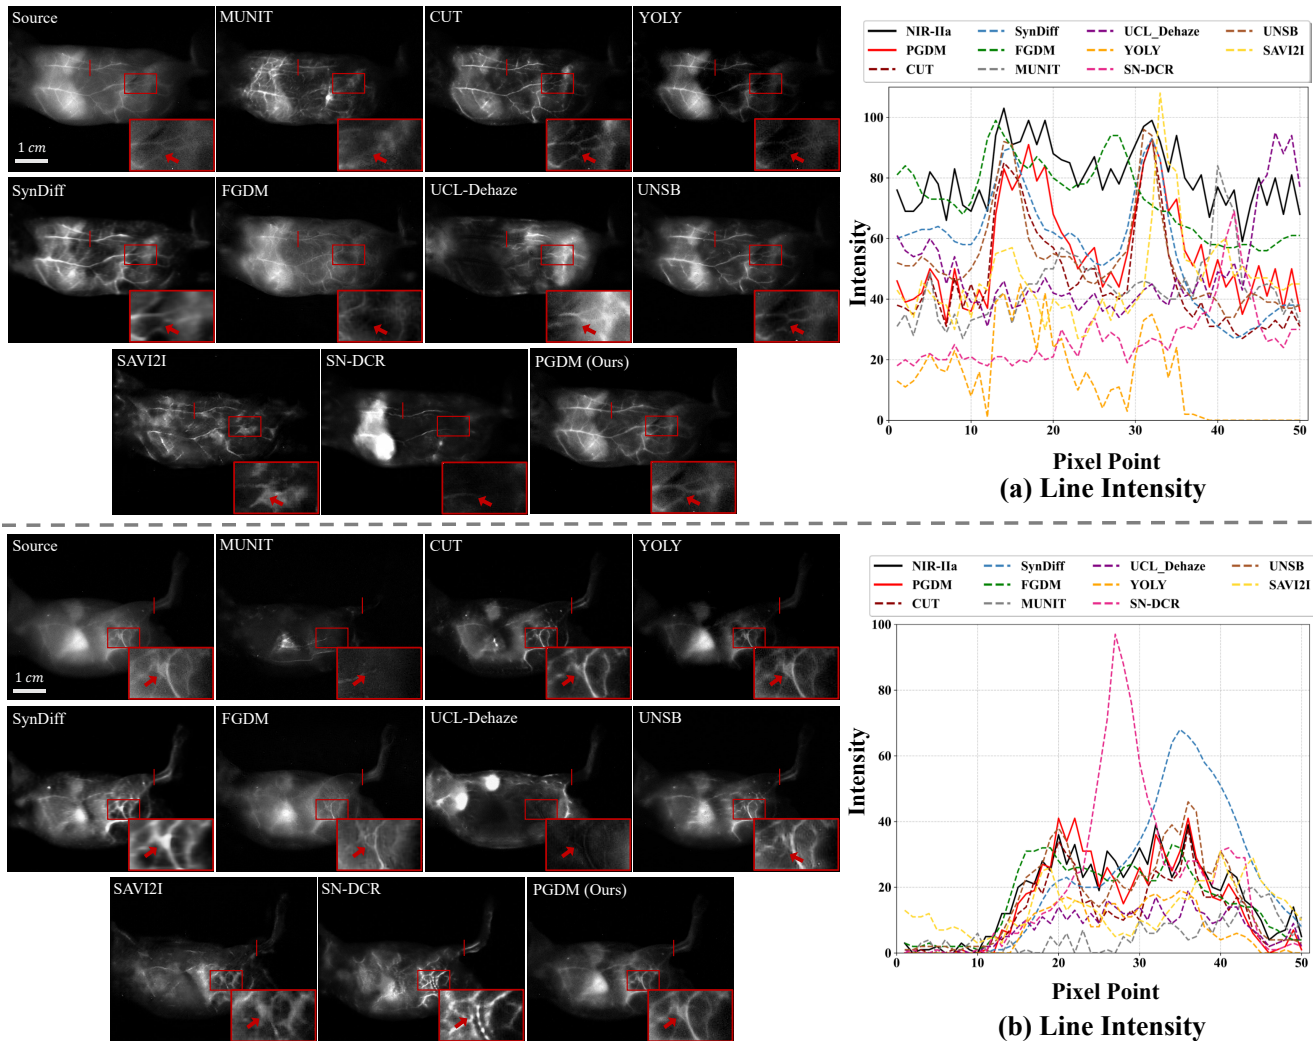 Source MUNIT CUT YOLY
1 cm
SynDiff FGDM UCL-Dehaze UNSB
SAVI2I SN-DCR PGDM (Ours)
NIR-IIa SynDiff UCL_Dehaze UNSB
PGDM FGDM YOLY SAVI2I
CUT MUNIT SN-DCR
Intensity
100
80
60
40
20
0
0 10 20 30 40 50
Pixel Point
(a) Line Intensity
Source MUNIT CUT YOLY
1 cm
SynDiff FGDM UCL-Dehaze UNSB
SAVI2I SN-DCR PGDM (Ours)
NIR-IIa SynDiff UCL_Dehaze UNSB
PGDM FGDM YOLY SAVI2I
CUT MUNIT SN-DCR
Intensity
100
80
60
40
20
0
0 10 20 30 40 50
Pixel Point
(b) Line Intensity